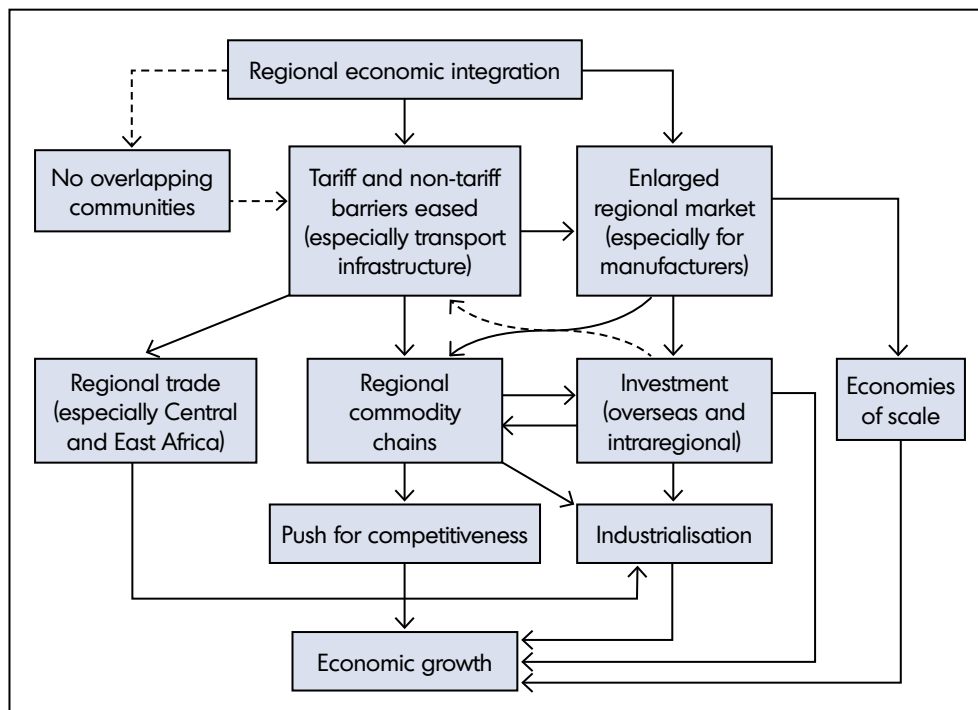 Regional economic integration
No overlapping
communities
Tariff and non-tariff
barriers eased
(especially transport
infrastructure)
Enlarged
regional market
(especially for
manufacturers)
Regional trade
(especially Central
and East Africa)
Regional
commodity
chains
Investment
(overseas and
intraregional)
Economies
of scale
Push for competitiveness
Industrialisation
Economic growth